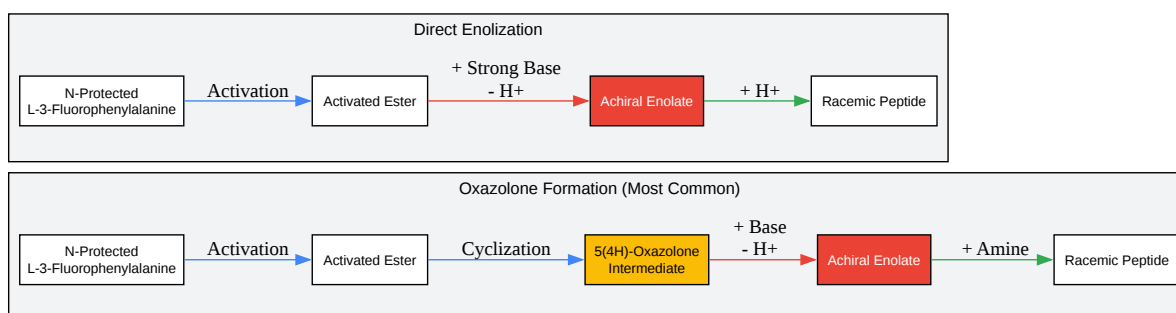 Direct Enolization
N-Protected
L-3-Fluorophenylalanine
Activation
Activated Ester
+ Strong Base
- H+
Achiral Enolate
+ H+
Racemic Peptide
Oxazolone Formation (Most Common)
N-Protected
L-3-Fluorophenylalanine
Activation
Activated Ester
Cyclization
5(4H)-Oxazolone
Intermediate
+ Base
- H+
Achiral Enolate
+ Amine
Racemic Peptide